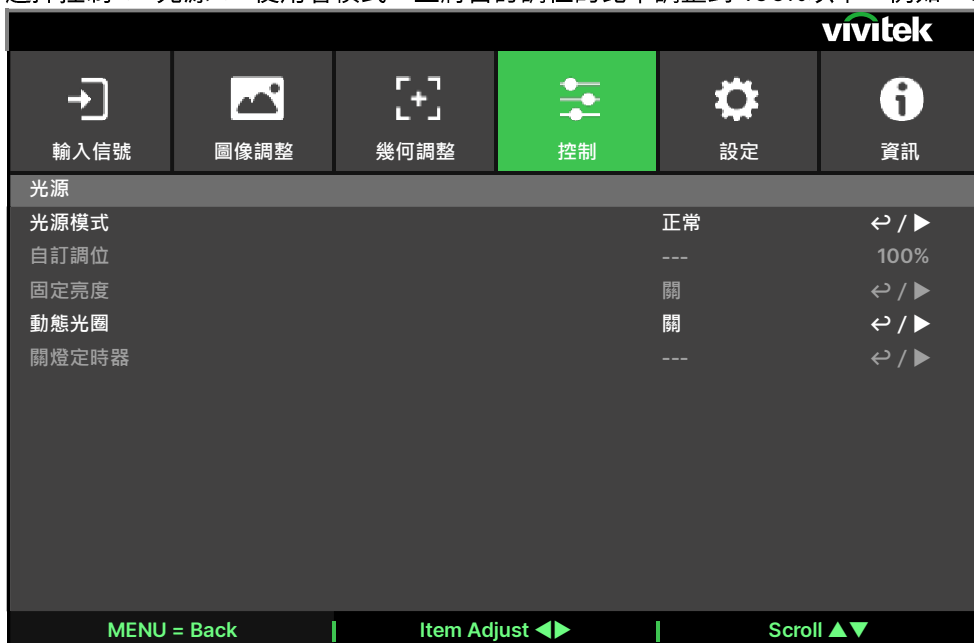 vivitek
輸入信號 圖像調整 幾何調整 控制 設定 資訊
光源
光源模式 正常 / ▶
自訂調位 --- 100%
固定亮度 關 / ▶
動態光圈 關 / ▶
關燈定時器 --- / ▶
MENU = Back Item Adjust ◀▶ Scroll ▲▼